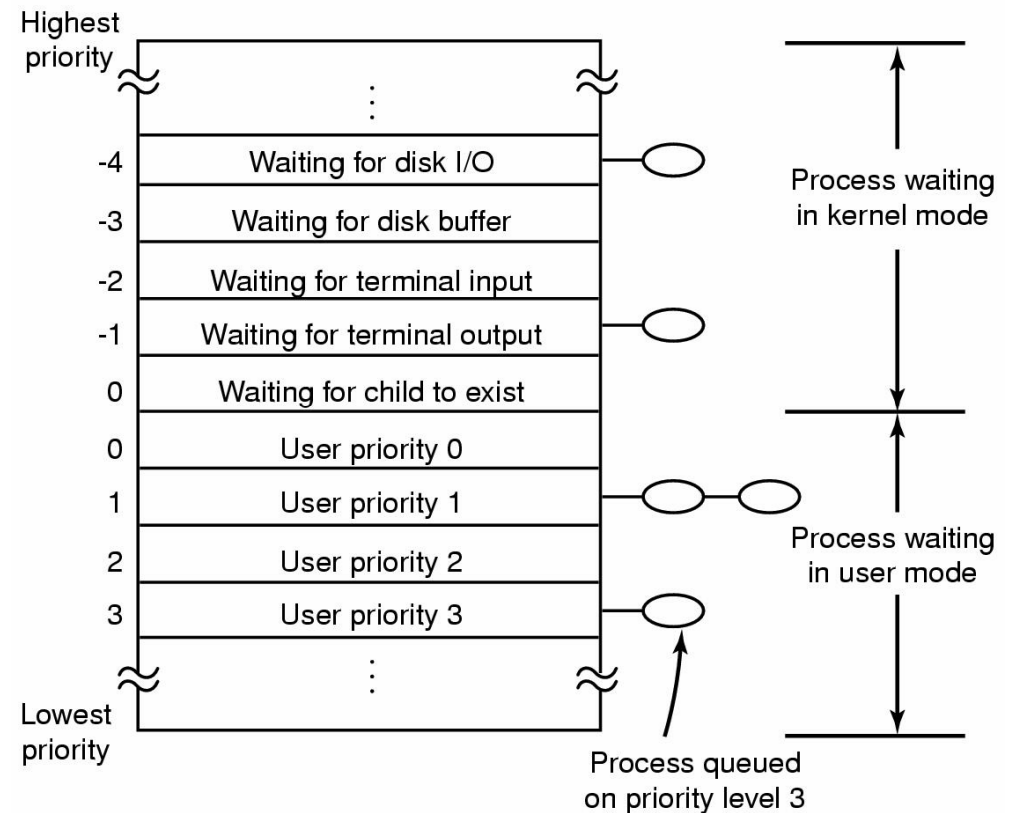 Highest
priority
⋮
-4 Waiting for disk I/O
-3 Waiting for disk buffer
-2 Waiting for terminal input
-1 Waiting for terminal output
0 Waiting for child to exist
0 User priority 0
1 User priority 1
2 User priority 2
3 User priority 3
⋮
Lowest
priority
Process waiting
in kernel mode
Process waiting
in user mode
Process queued
on priority level 3